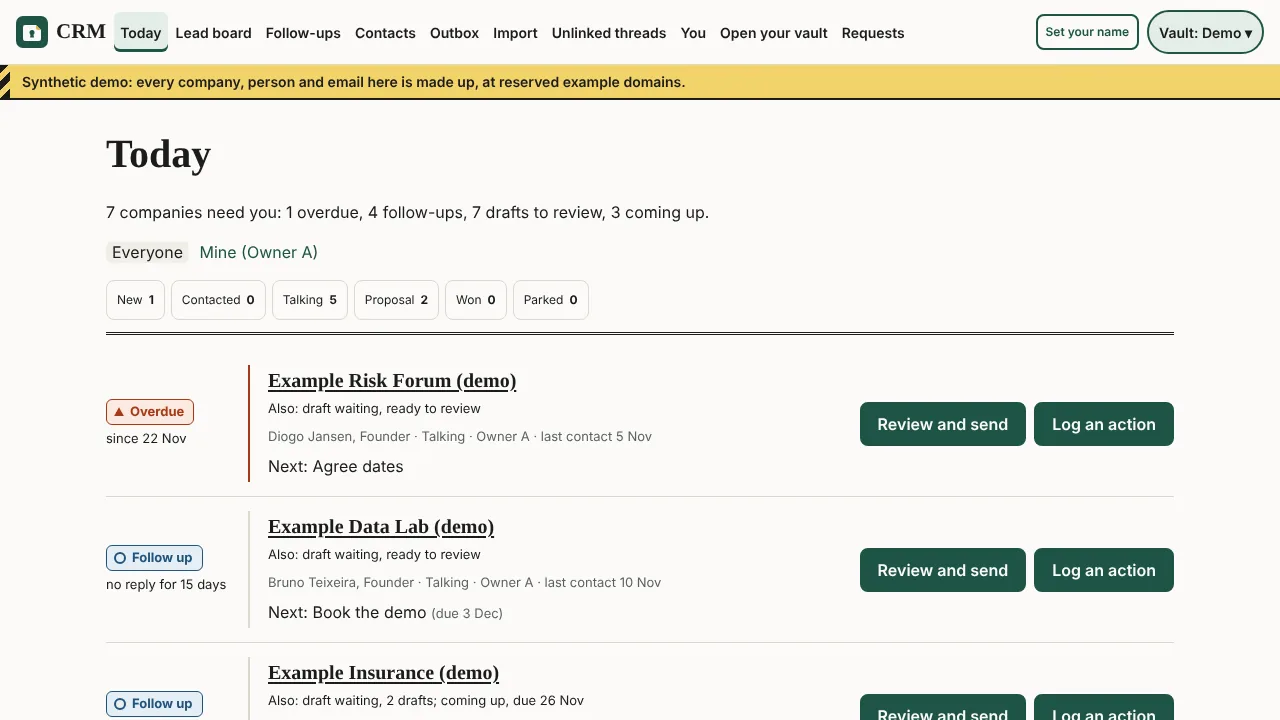 CRM Today Lead board Follow-ups Contacts Outbox Import Unlinked threads You Open your vault Requests Set your name Vault: Demo ▾
Synthetic demo: every company, person and email here is made up, at reserved example domains.
Today
7 companies need you: 1 overdue, 4 follow-ups, 7 drafts to review, 3 coming up.
Everyone Mine (Owner A)
New 1 Contacted 0 Talking 5 Proposal 2 Won 0 Parked 0
Example Risk Forum (demo)
Overdue
since 22 Nov
Also: draft waiting, ready to review
Diogo Jansen, Founder · Talking · Owner A · last contact 5 Nov
Next: Agree dates
Review and send Log an action
Example Data Lab (demo)
Follow up
no reply for 15 days
Also: draft waiting, ready to review
Bruno Teixeira, Founder · Talking · Owner A · last contact 10 Nov
Next: Book the demo (due 3 Dec)
Review and send Log an action
Example Insurance (demo)
Follow up
Also: draft waiting, 2 drafts; coming up, due 26 Nov
Review and send Log an action